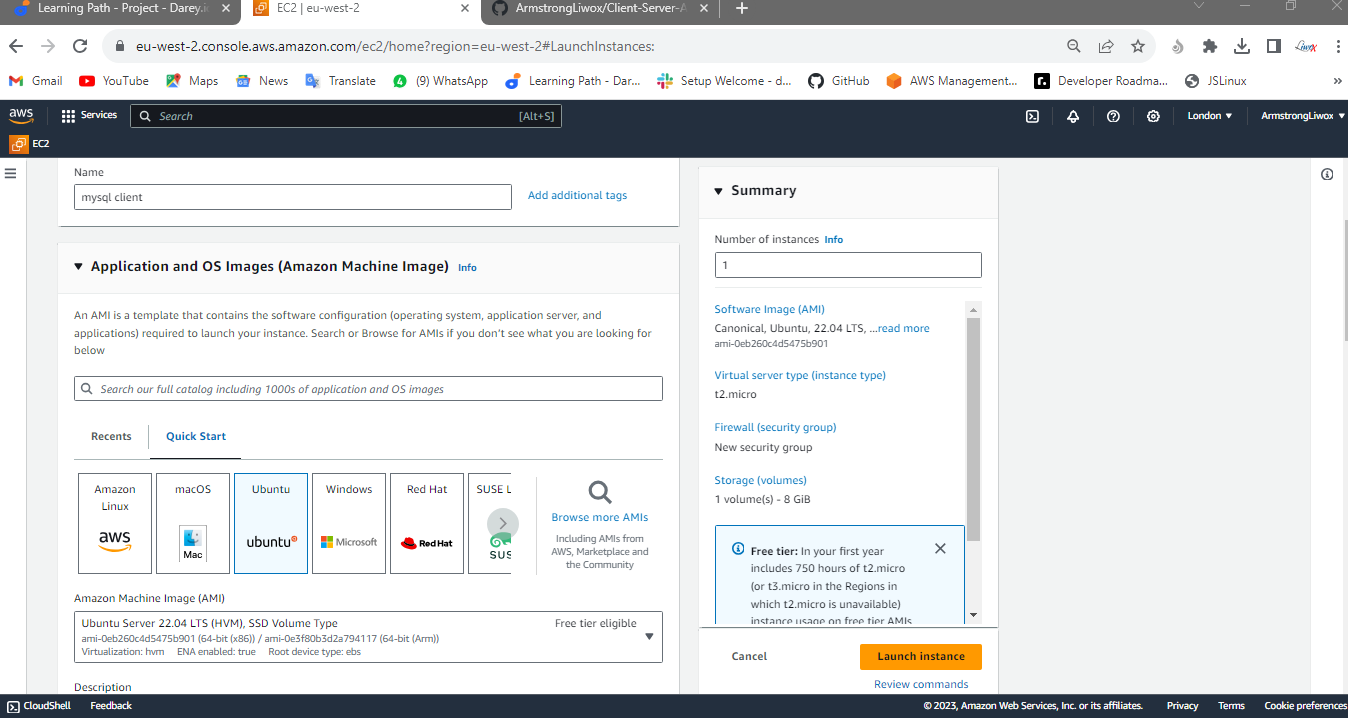 Learning Path - Project - Darey.i
EC2 | eu-west-2
ArmstrongLiwox/Client-Server-A
eu-west-2.console.aws.amazon.com/ec2/home?region=eu-west-2#LaunchInstances:
Gmail
YouTube
Maps
News
Translate
(9) WhatsApp
Learning Path - Dar...
Setup Welcome - d...
GitHub
AWS Management...
Developer Roadma...
JSLinux
»
aws
Services
Search
[Alt+S]
London
ArmstrongLiwox
EC2
Name
mysql client
Add additional tags
Application and OS Images (Amazon Machine Image) Info
An AMI is a template that contains the software configuration (operating system, application server, and
applications) required to launch your instance. Search or Browse for AMIs if you don't see what you are looking for
below
Search our full catalog including 1000s of application and OS images
Recents
Quick Start
Amazon
Linux
aws
macOS
Mac
Ubuntu
ubuntu
Windows
Microsoft
Red Hat
Red Hat
SUSE L
SUS
Browse more AMIs
Including AMIs from
AWS, Marketplace and
the Community
Amazon Machine Image (AMI)
Ubuntu Server 22.04 LTS (HVM), SSD Volume Type
Free tier eligible
ami-0eb260c4d5475b901 (64-bit (x86)) / ami-0e3f80b3d2a794117 (64-bit (Arm))
Virtualization: hvm ENA enabled: true Root device type: ebs
Description
Summary
Number of instances Info
1
Software Image (AMI)
Canonical, Ubuntu, 22.04 LTS, ...read more
ami-0eb260c4d5475b901
Virtual server type (instance type)
t2.micro
Firewall (security group)
New security group
Storage (volumes)
1 volume(s) - 8 GiB
Free tier: In your first year
includes 750 hours of t2.micro
(or t3.micro in the Regions in
which t2.micro is unavailable)
instance usage on free tier AMIs
Cancel
Launch instance
Review commands
CloudShell
Feedback
© 2023, Amazon Web Services, Inc. or its affiliates.
Privacy
Terms
Cookie preferences